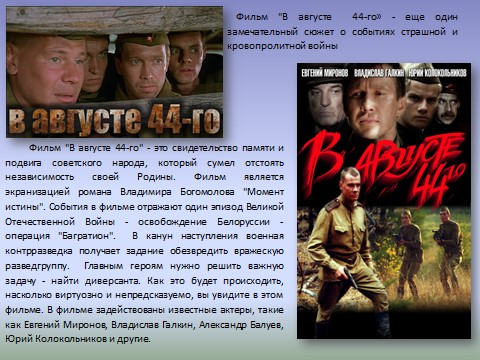 Фильм "В августе 44-го» - еще один
замечательный сюжет о событиях страшной и
кровопролитной войны
в августе 44-го
Фильм "В августе 44-го" - это свидетельство памяти и
подвига советского народа, который сумел отстоять
независимость своей Родины. Фильм является
экранизацией романа Владимира Богомолова "Момент
истины". События в фильме отражают один эпизод Великой
Отечественной Войны - освобождение Белоруссии -
операция "Багратион". В канун наступления военная
контрразведка получает задание обезвредить вражескую
разведгруппу. Главным героям нужно решить важную
задачу - найти диверсанта. Как это будет происходить,
насколько виртуозно и непредсказуемо, вы увидите в этом
фильме. В фильме задействованы известные актеры, такие
как Евгений Миронов, Владислав Галкин, Александр Балуев,
Юрий Колокольников и другие.
ЕВГЕНИЙ МИРОНОВ ВЛАДИСЛАВ ГАЛКИН ЮРИЙ КОЛОКОЛЬНИКОВ
В АВГУСТЕ
44го